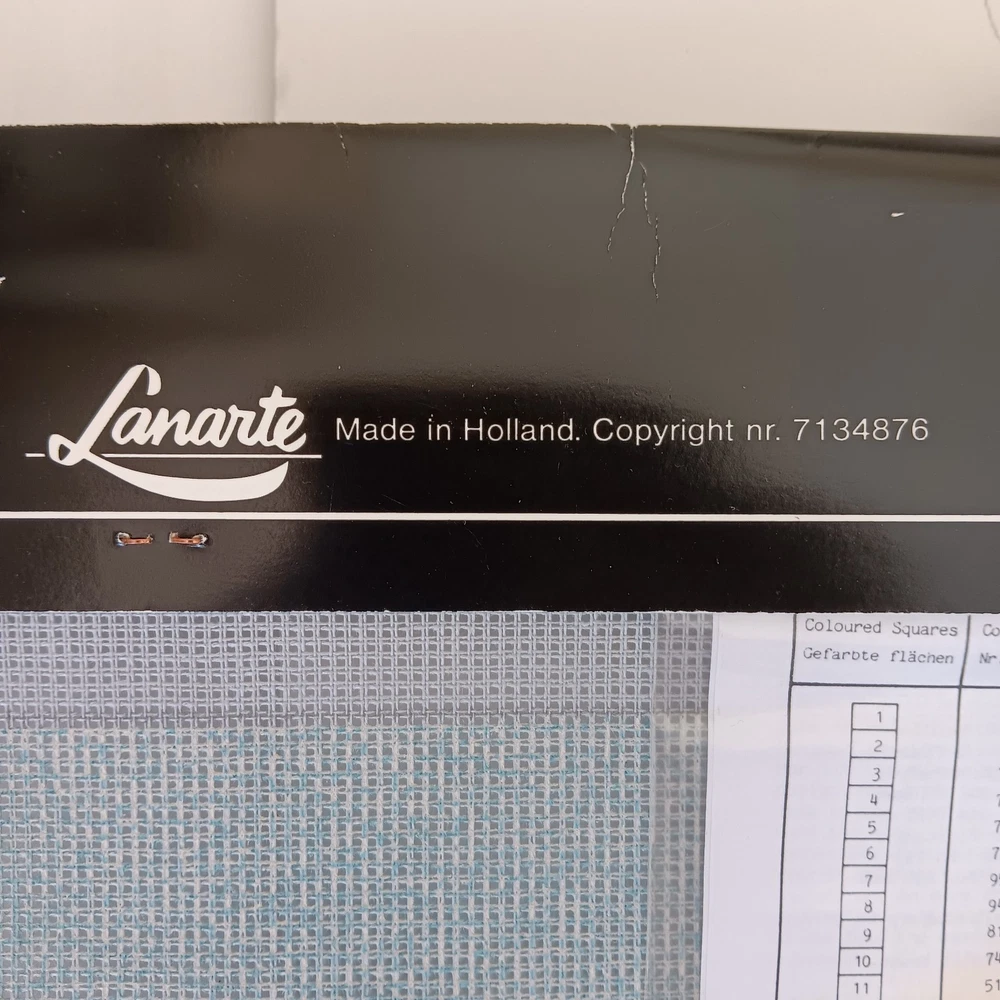 Lanarte Made in Holland. Copyright nr. 7134876
Coloured Squares
Gefarbte flächen
Nr
1
2
3
4
5
6
7
8
9
10
11